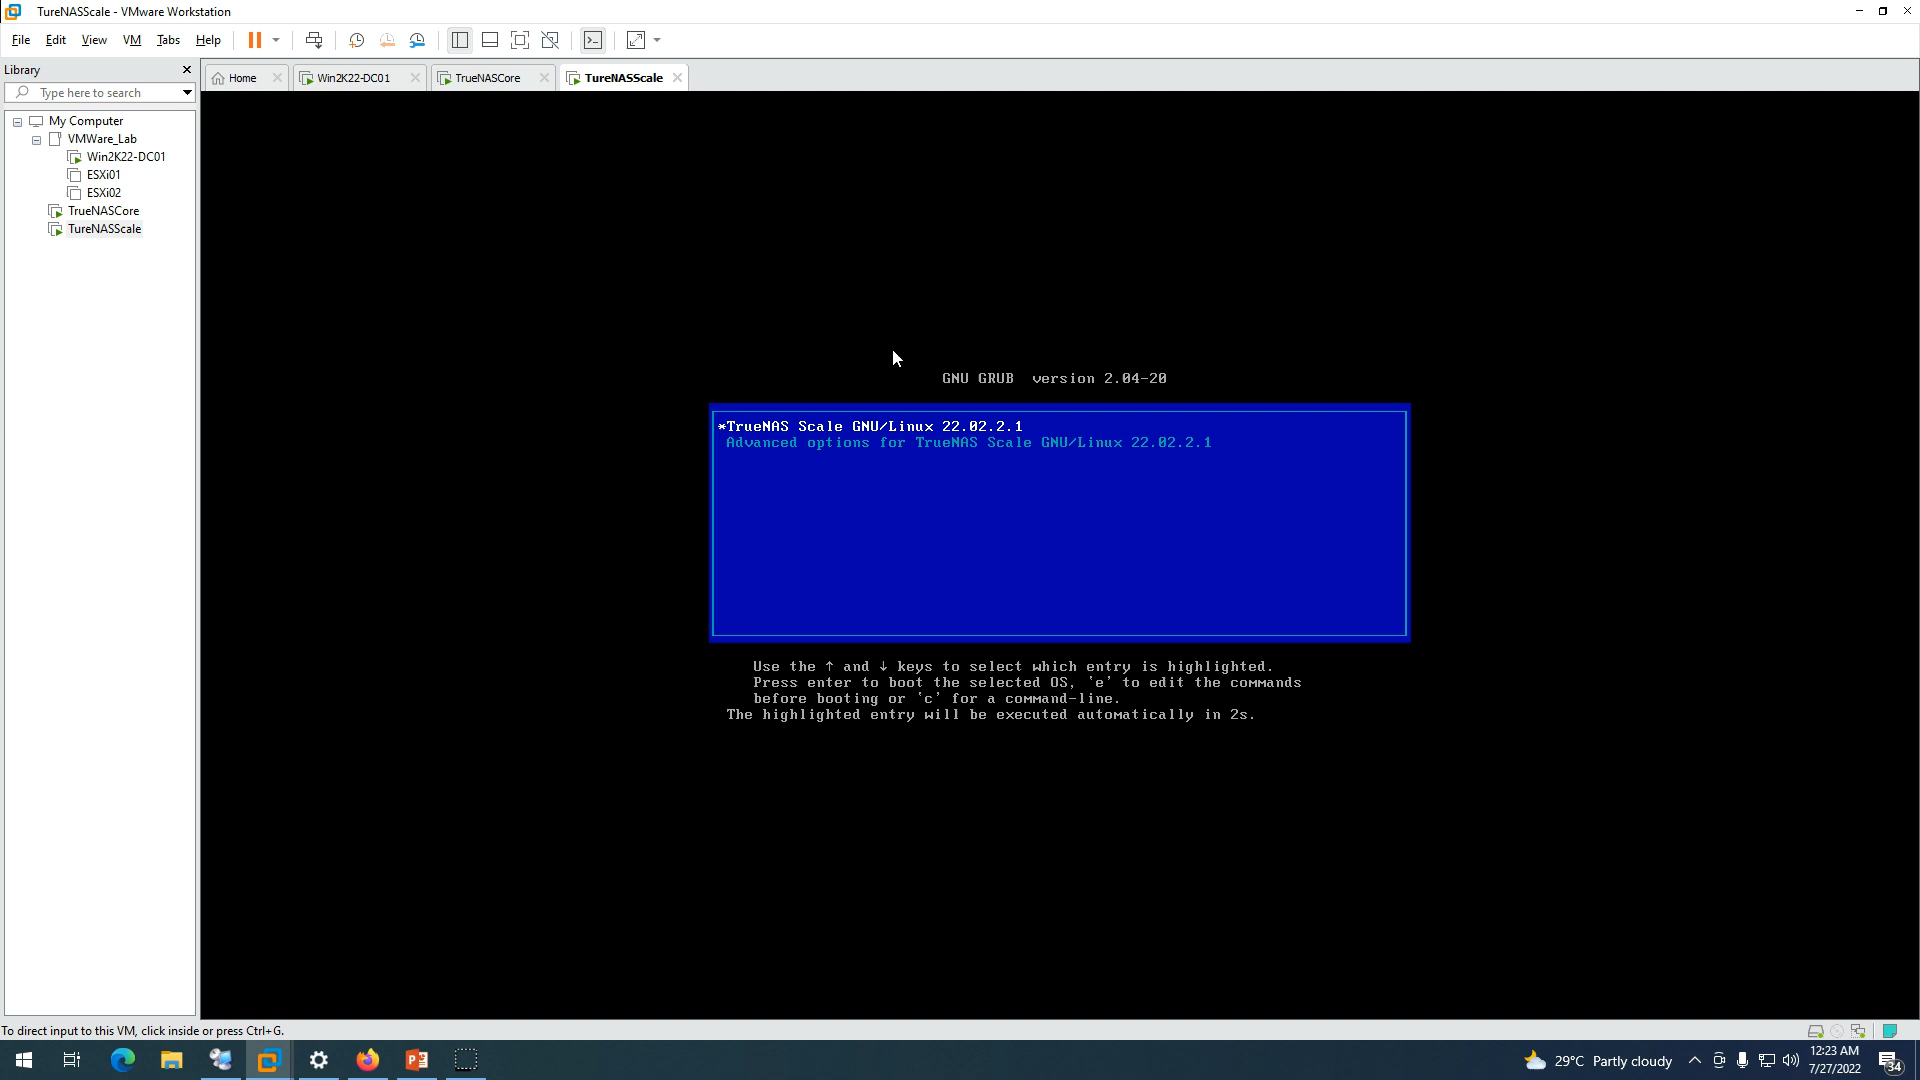 TureNASScale - VMware Workstation
File Edit View VM Tabs Help
Library
Type here to search
Home Win2K22-DC01 TrueNASCore TureNASScale
My Computer
VMWare_Lab
Win2K22-DC01
ESXi01
ESXi02
TrueNASCore
TureNASScale
GNU GRUB version 2.04-20
*TrueNAS Scale GNU/Linux 22.02.2.1
Advanced options for TrueNAS Scale GNU/Linux 22.02.2.1
Use the ↑ and ↓ keys to select which entry is highlighted.
Press enter to boot the selected OS, `e' to edit the commands
before booting or `c' for a command-line.
The highlighted entry will be executed automatically in 2s.
To direct input to this VM, click inside or press Ctrl+G.
29°C Partly cloudy
12:23 AM
7/27/2022
34